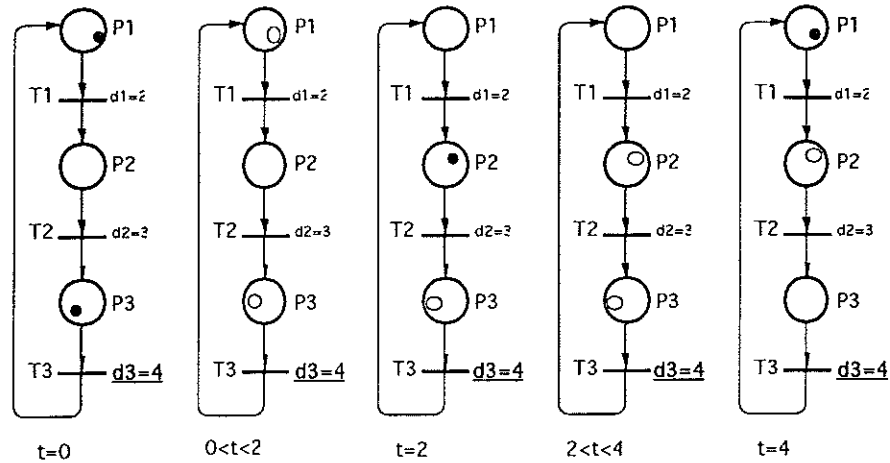 P1 P1 P1 P1 P1
T1 d1=2 T1 d1=2 T1 d1=2 T1 d1=2 T1 d1=2
P2 P2 P2 P2 P2
T2 d2=3 T2 d2=3 T2 d2=3 T2 d2=3 T2 d2=3
P3 P3 P3 P3 P3
T3 d3=4 T3 d3=4 T3 d3=4 T3 d3=4 T3 d3=4
t=0 0<t<2 t=2 2<t<4 t=4